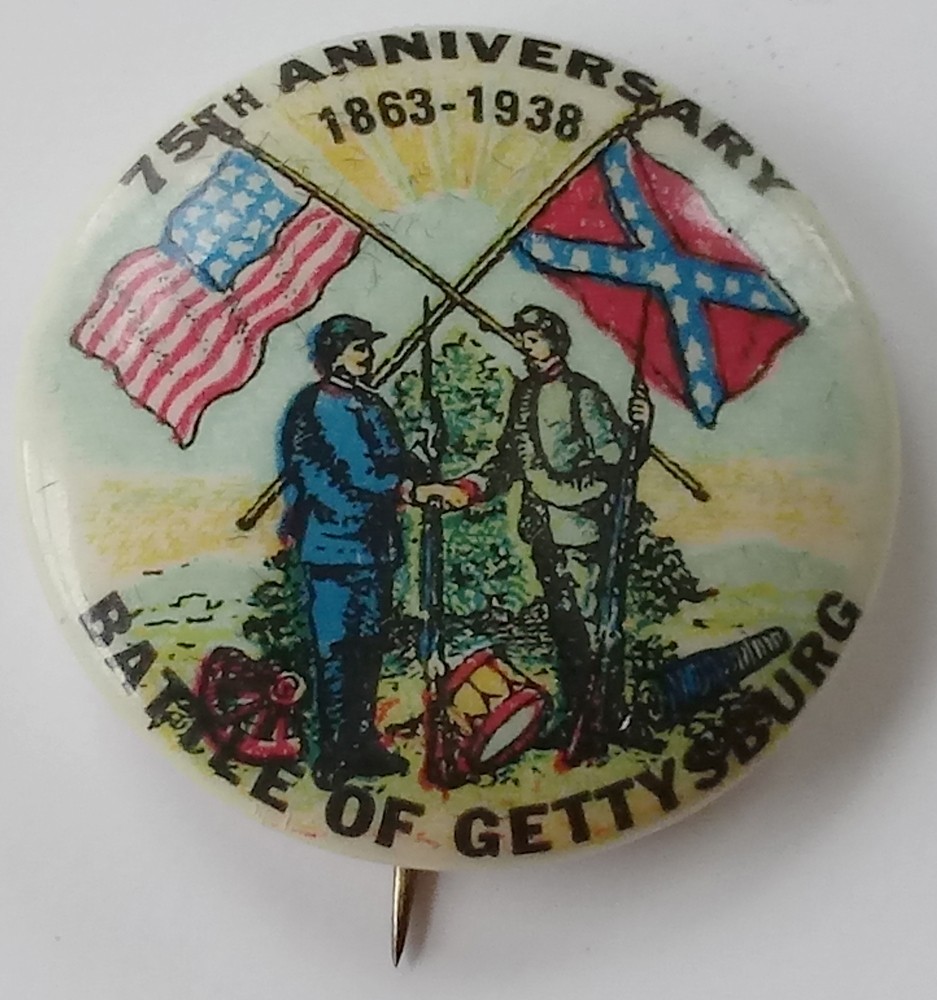 75TH ANNIVERSARY
1863-1938
BATTLE OF GETTYSBURG